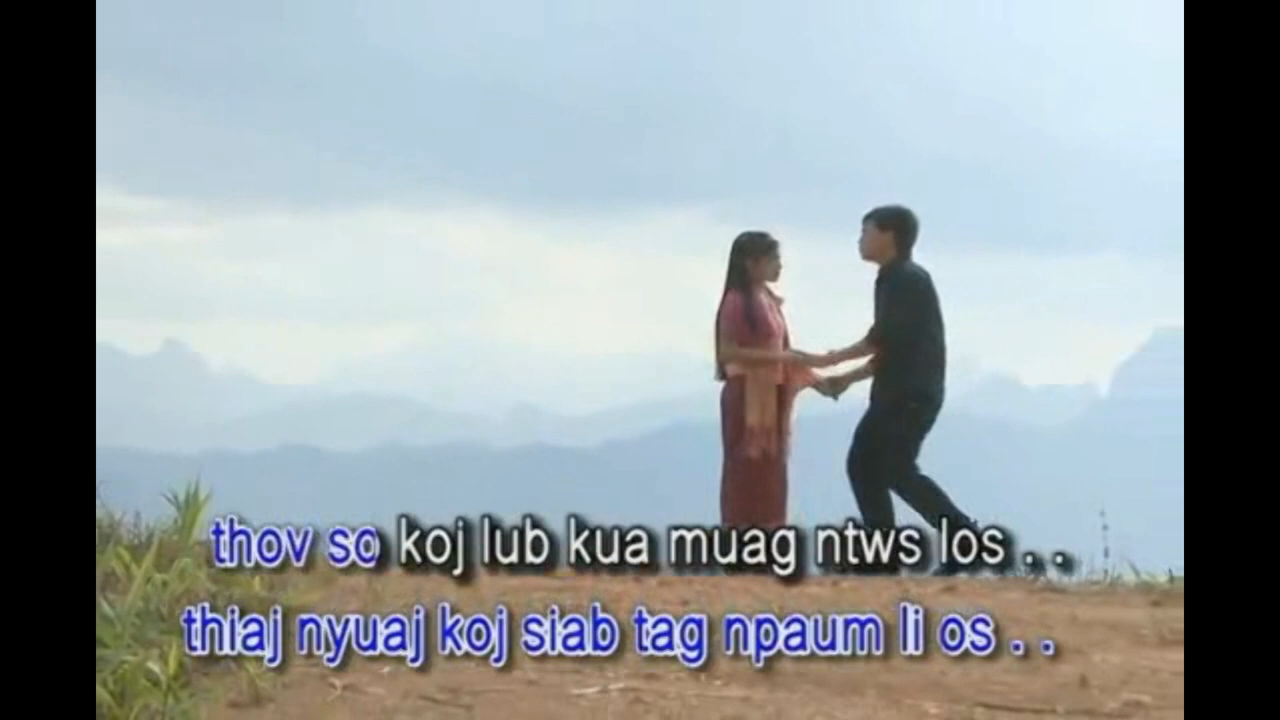 thov so koj lub kua muag ntws los . .
thiaj nyuaj koj siab tag npaum li os . .